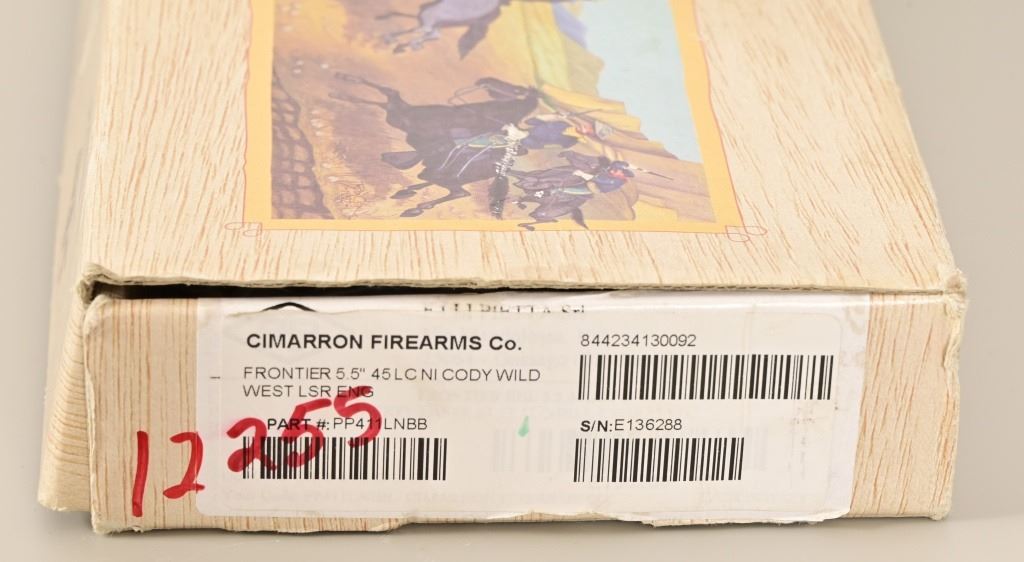 CIMARRON FIREARMS Co.
844234130092
FRONTIER 5.5" 45 LC NI CODY WILD
WEST LSR ENG
PART #: PP411LNBB
S/N:E136288
12255